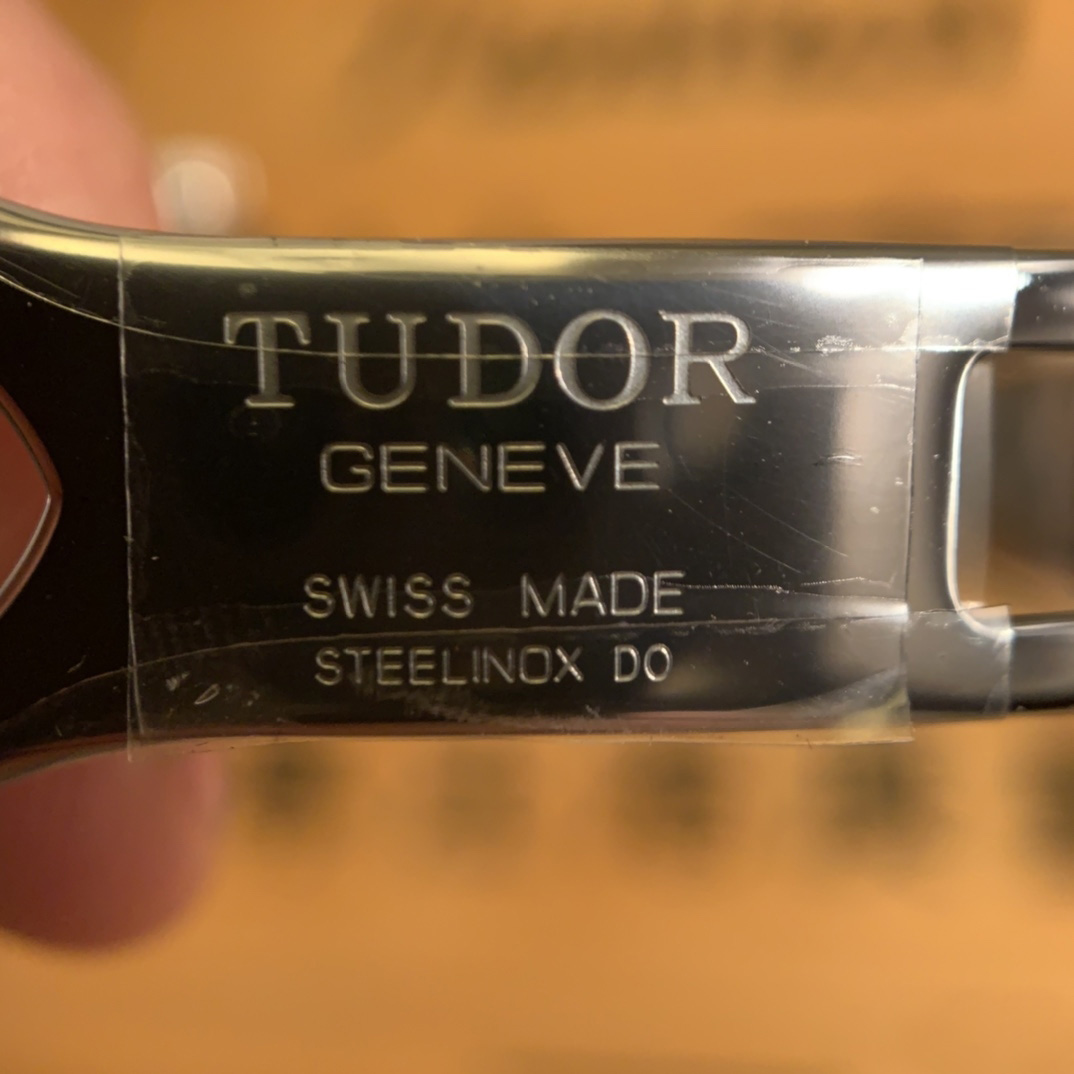 TUDOR
GENEVE
SWISS MADE
STEELINOX DO